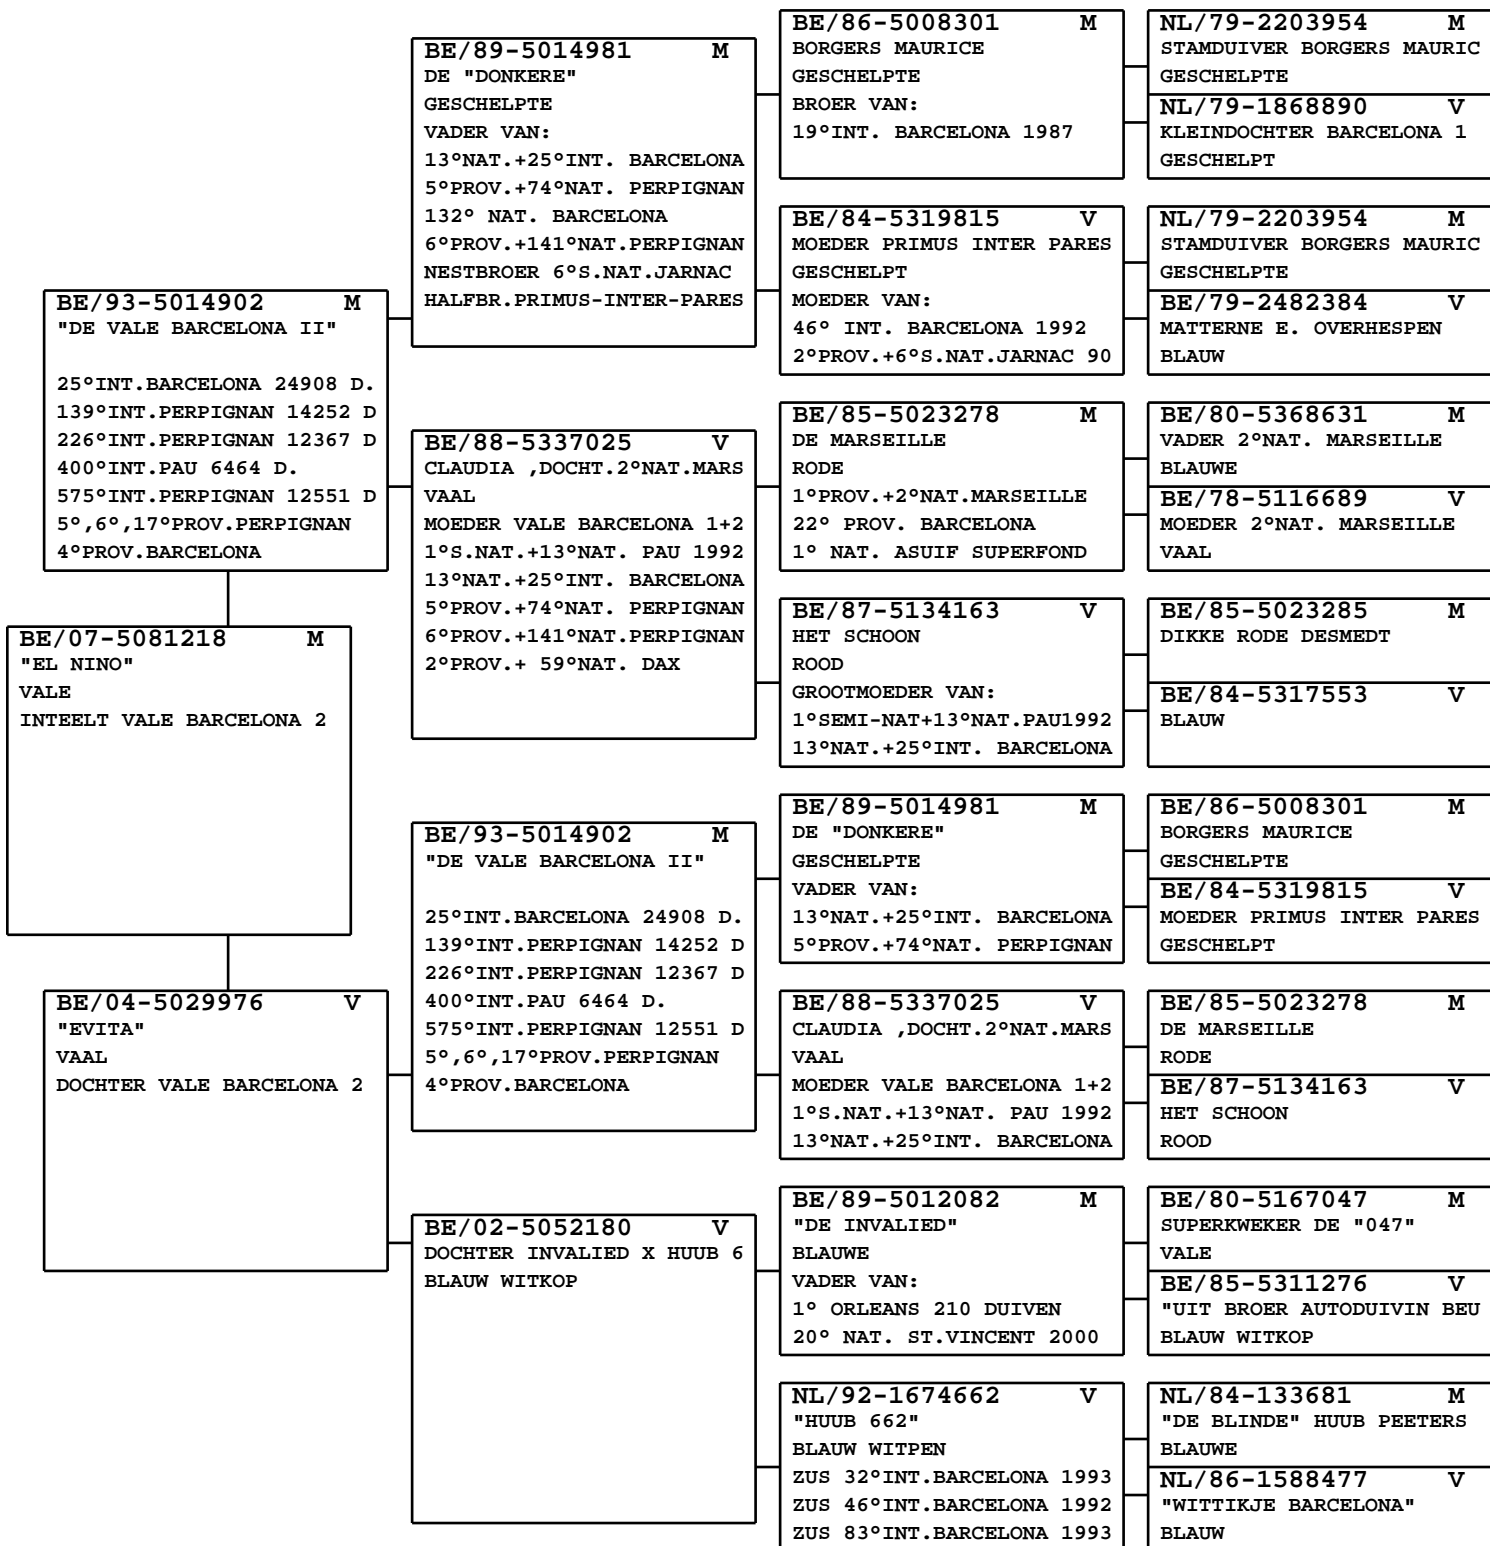 BE/07-5081218 M
"EL NINO"
VALE
INTEELT VALE BARCELONA 2
BE/93-5014902 M
"DE VALE BARCELONA II"
25°INT.BARCELONA 24908 D.
139°INT.PERPIGNAN 14252 D
226°INT.PERPIGNAN 12367 D
400°INT.PAU 6464 D.
575°INT.PERPIGNAN 12551 D
5°,6°,17°PROV.PERPIGNAN
4°PROV.BARCELONA
BE/04-5029976 V
"EVITA"
VAAL
DOCHTER VALE BARCELONA 2
BE/89-5014981 M
DE "DONKERE"
GESCHELPTE
VADER VAN:
13°NAT.+25°INT. BARCELONA
5°PROV.+74°NAT. PERPIGNAN
132° NAT. BARCELONA
6°PROV.+141°NAT.PERPIGNAN
NESTBROER 6°S.NAT.JARNAC
HALFBR.PRIMUS-INTER-PARES
BE/88-5337025 V
CLAUDIA ,DOCHT.2°NAT.MARS
VAAL
MOEDER VALE BARCELONA 1+2
1°S.NAT.+13°NAT. PAU 1992
13°NAT.+25°INT. BARCELONA
5°PROV.+74°NAT. PERPIGNAN
6°PROV.+141°NAT.PERPIGNAN
2°PROV.+ 59°NAT. DAX
BE/93-5014902 M
"DE VALE BARCELONA II"
25°INT.BARCELONA 24908 D.
139°INT.PERPIGNAN 14252 D
226°INT.PERPIGNAN 12367 D
400°INT.PAU 6464 D.
575°INT.PERPIGNAN 12551 D
5°,6°,17°PROV.PERPIGNAN
4°PROV.BARCELONA
BE/02-5052180 V
DOCHTER INVALIED X HUUB 6
BLAUW WITKOP
BE/86-5008301 M
BORGERS MAURICE
GESCHELPTE
BROER VAN:
19°INT. BARCELONA 1987
BE/84-5319815 V
MOEDER PRIMUS INTER PARES
GESCHELPT
MOEDER VAN:
46° INT. BARCELONA 1992
2°PROV.+6°S.NAT.JARNAC 90
BE/85-5023278 M
DE MARSEILLE
RODE
1°PROV.+2°NAT.MARSEILLE
22° PROV. BARCELONA
1° NAT. ASUIF SUPERFOND
BE/87-5134163 V
HET SCHOON
ROOD
GROOTMOEDER VAN:
1°SEMI-NAT+13°NAT.PAU1992
13°NAT.+25°INT. BARCELONA
BE/89-5014981 M
DE "DONKERE"
GESCHELPTE
VADER VAN:
13°NAT.+25°INT. BARCELONA
5°PROV.+74°NAT. PERPIGNAN
BE/88-5337025 V
CLAUDIA ,DOCHT.2°NAT.MARS
VAAL
MOEDER VALE BARCELONA 1+2
1°S.NAT.+13°NAT. PAU 1992
13°NAT.+25°INT. BARCELONA
BE/89-5012082 M
"DE INVALIED"
BLAUWE
VADER VAN:
1° ORLEANS 210 DUIVEN
20° NAT. ST.VINCENT 2000
NL/92-1674662 V
"HUUB 662"
BLAUW WITPEN
ZUS 32°INT.BARCELONA 1993
ZUS 46°INT.BARCELONA 1992
ZUS 83°INT.BARCELONA 1993
NL/79-2203954 M
STAMDUIVER BORGERS MAURIC
GESCHELPTE
NL/79-1868890 V
KLEINDOCHTER BARCELONA 1
GESCHELPT
NL/79-2203954 M
STAMDUIVER BORGERS MAURIC
GESCHELPTE
BE/79-2482384 V
MATTERNE E. OVERHESPEN
BLAUW
BE/80-5368631 M
VADER 2°NAT. MARSEILLE
BLAUWE
BE/78-5116689 V
MOEDER 2°NAT. MARSEILLE
VAAL
BE/85-5023285 M
DIKKE RODE DESMEDT
BE/84-5317553 V
BLAUW
BE/86-5008301 M
BORGERS MAURICE
GESCHELPTE
BE/84-5319815 V
MOEDER PRIMUS INTER PARES
GESCHELPT
BE/85-5023278 M
DE MARSEILLE
RODE
BE/87-5134163 V
HET SCHOON
ROOD
BE/80-5167047 M
SUPERKWEKER DE "047"
VALE
BE/85-5311276 V
"UIT BROER AUTODUIVIN BEU
BLAUW WITKOP
NL/84-133681 M
"DE BLINDE" HUUB PEETERS
BLAUWE
NL/86-1588477 V
"WITTIKJE BARCELONA"
BLAUW